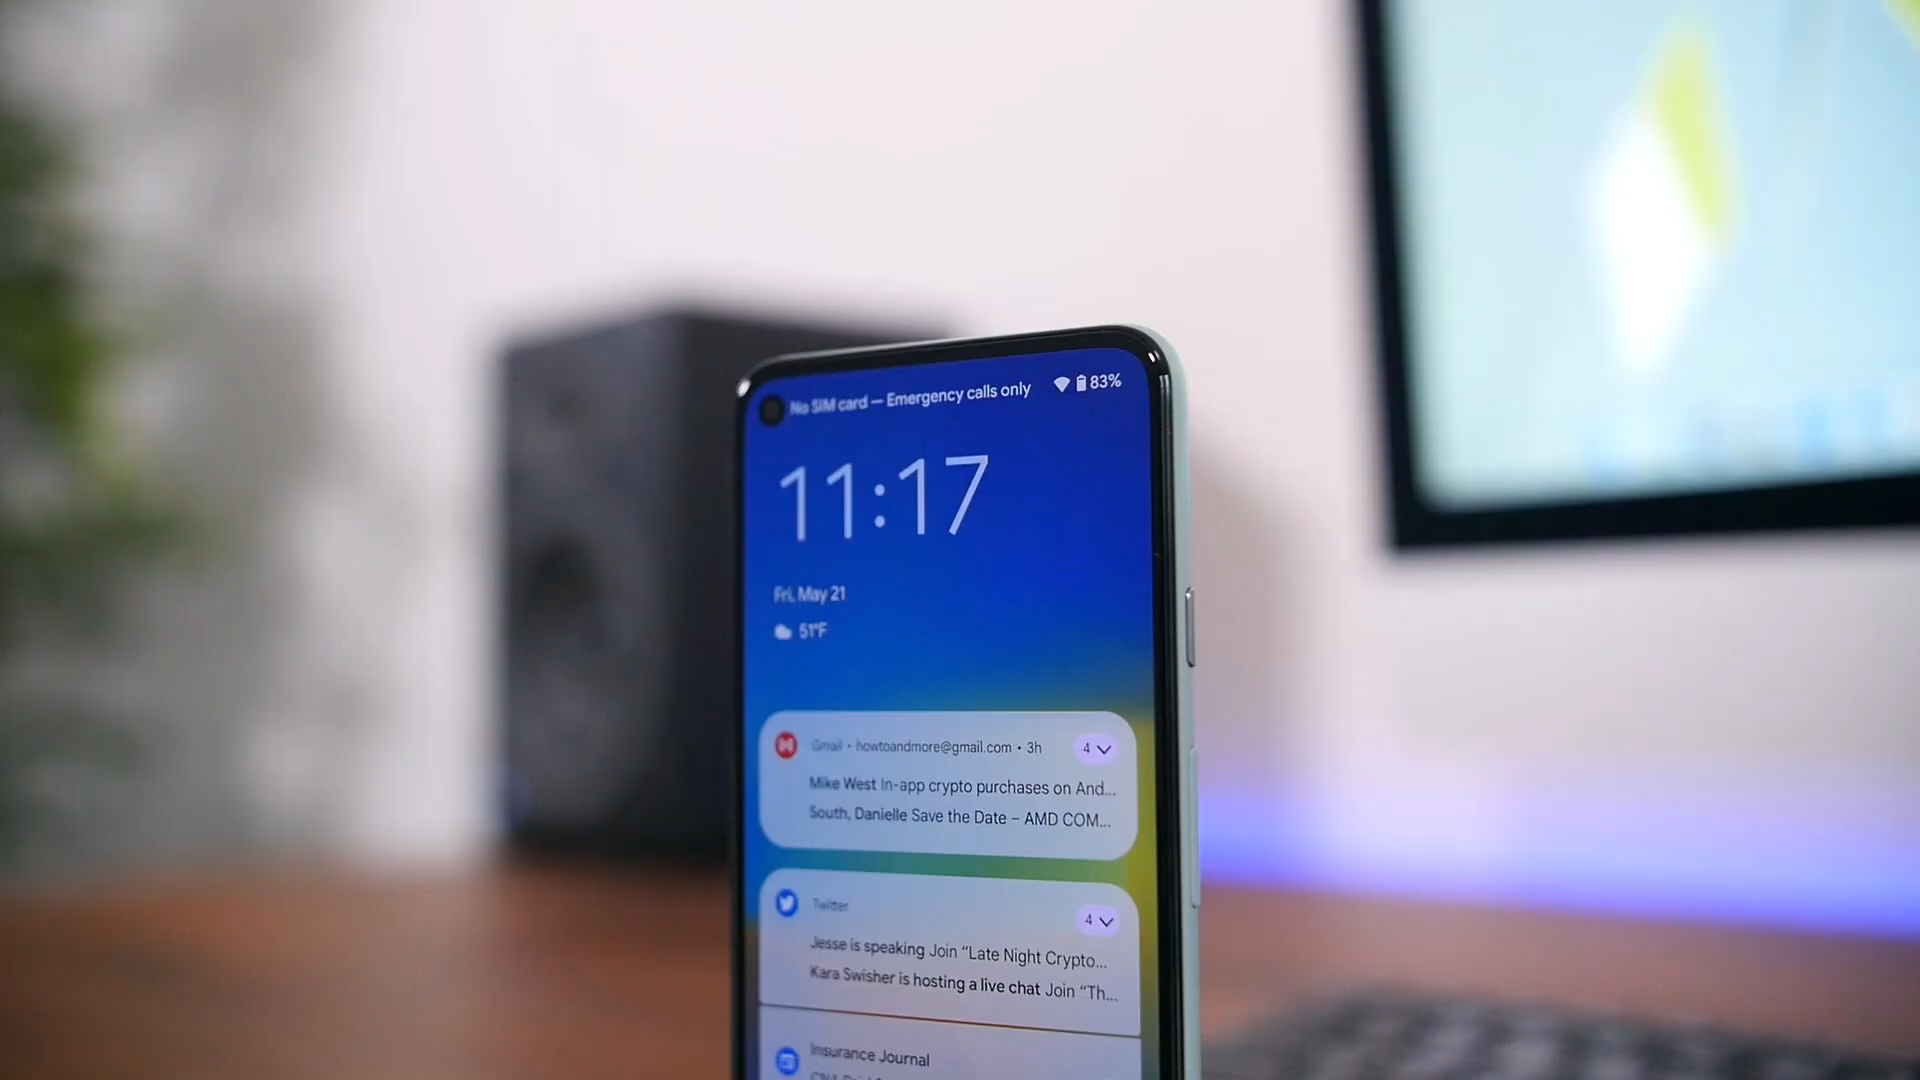 No SIM card — Emergency calls only 83%
11:17
Fri, May 21
51°F
Gmail • howtoandmore@gmail.com • 3h 4
Mike West In-app crypto purchases on And...
South, Danielle Save the Date – AMD COM...
Twitter 4
Jesse is speaking Join “Late Night Crypto...
Kara Swisher is hosting a live chat Join “Th...
Insurance Journal